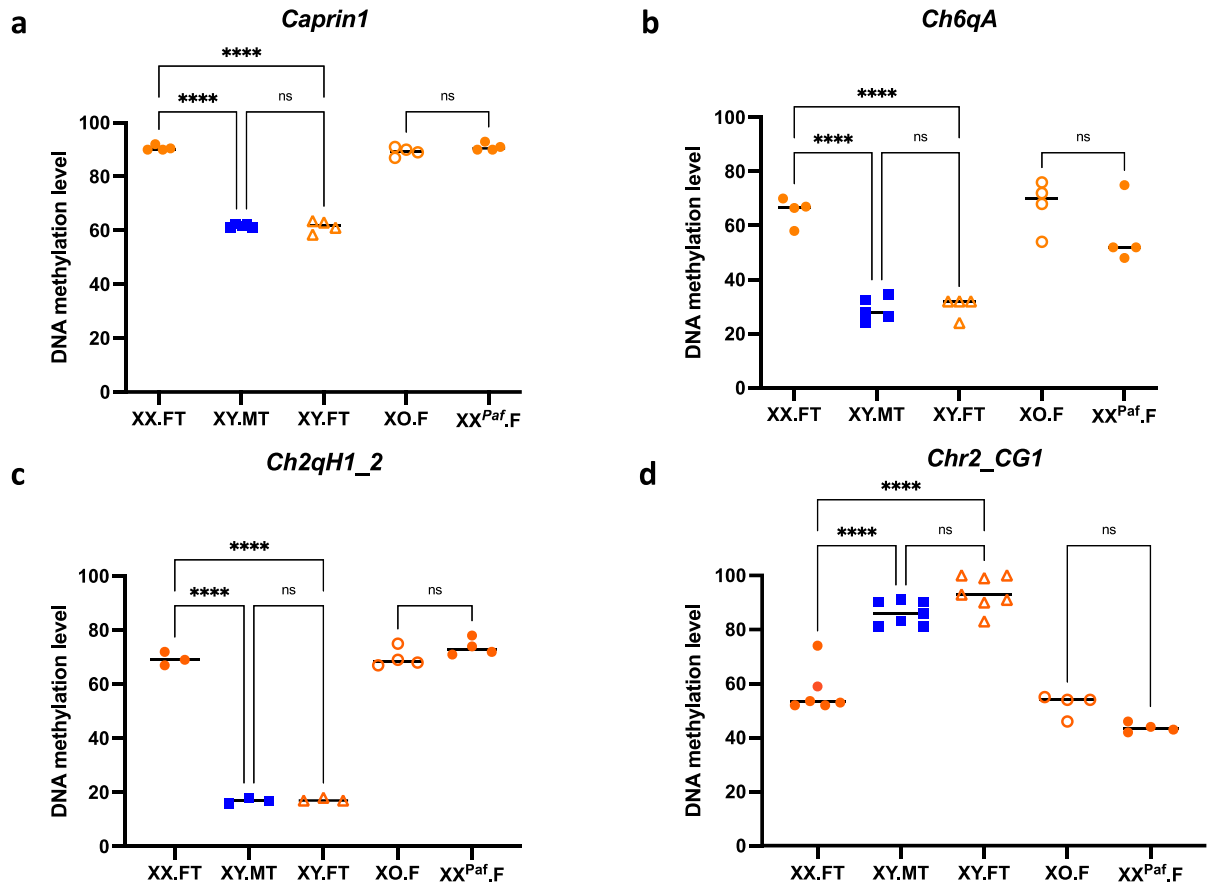 a
Caprin1
****
****
ns
ns
DNA methylation level
100
80
60
40
20
0
XX.FT XY.MT XY.FT XO.F XXPaf.F
b
Ch6qA
****
****
ns
ns
DNA methylation level
100
80
60
40
20
0
XX.FT XY.MT XY.FT XO.F XXPaf.F
c
Ch2qH1_2
****
****
ns
ns
DNA methylation level
100
80
60
40
20
0
XX.FT XY.MT XY.FT XO.F XXPaf.F
d
Chr2_CG1
****
****
ns
ns
DNA methylation level
100
80
60
40
20
0
XX.FT XY.MT XY.FT XO.F XXPaf.F